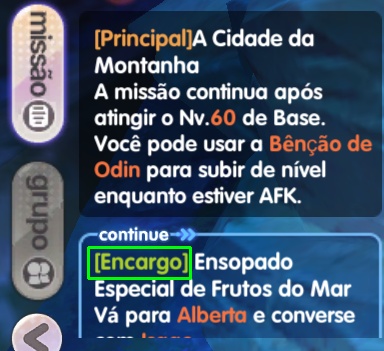 missão
grupo
[Principal]A Cidade da
Montanha
A missão continua após
atingir o Nv.60 de Base.
Você pode usar a Bênção de
Odin para subir de nível
enquanto estiver AFK.
continue
[Encargo] Ensopado
Especial de Frutos do Mar
Vá para Alberta e converse
com